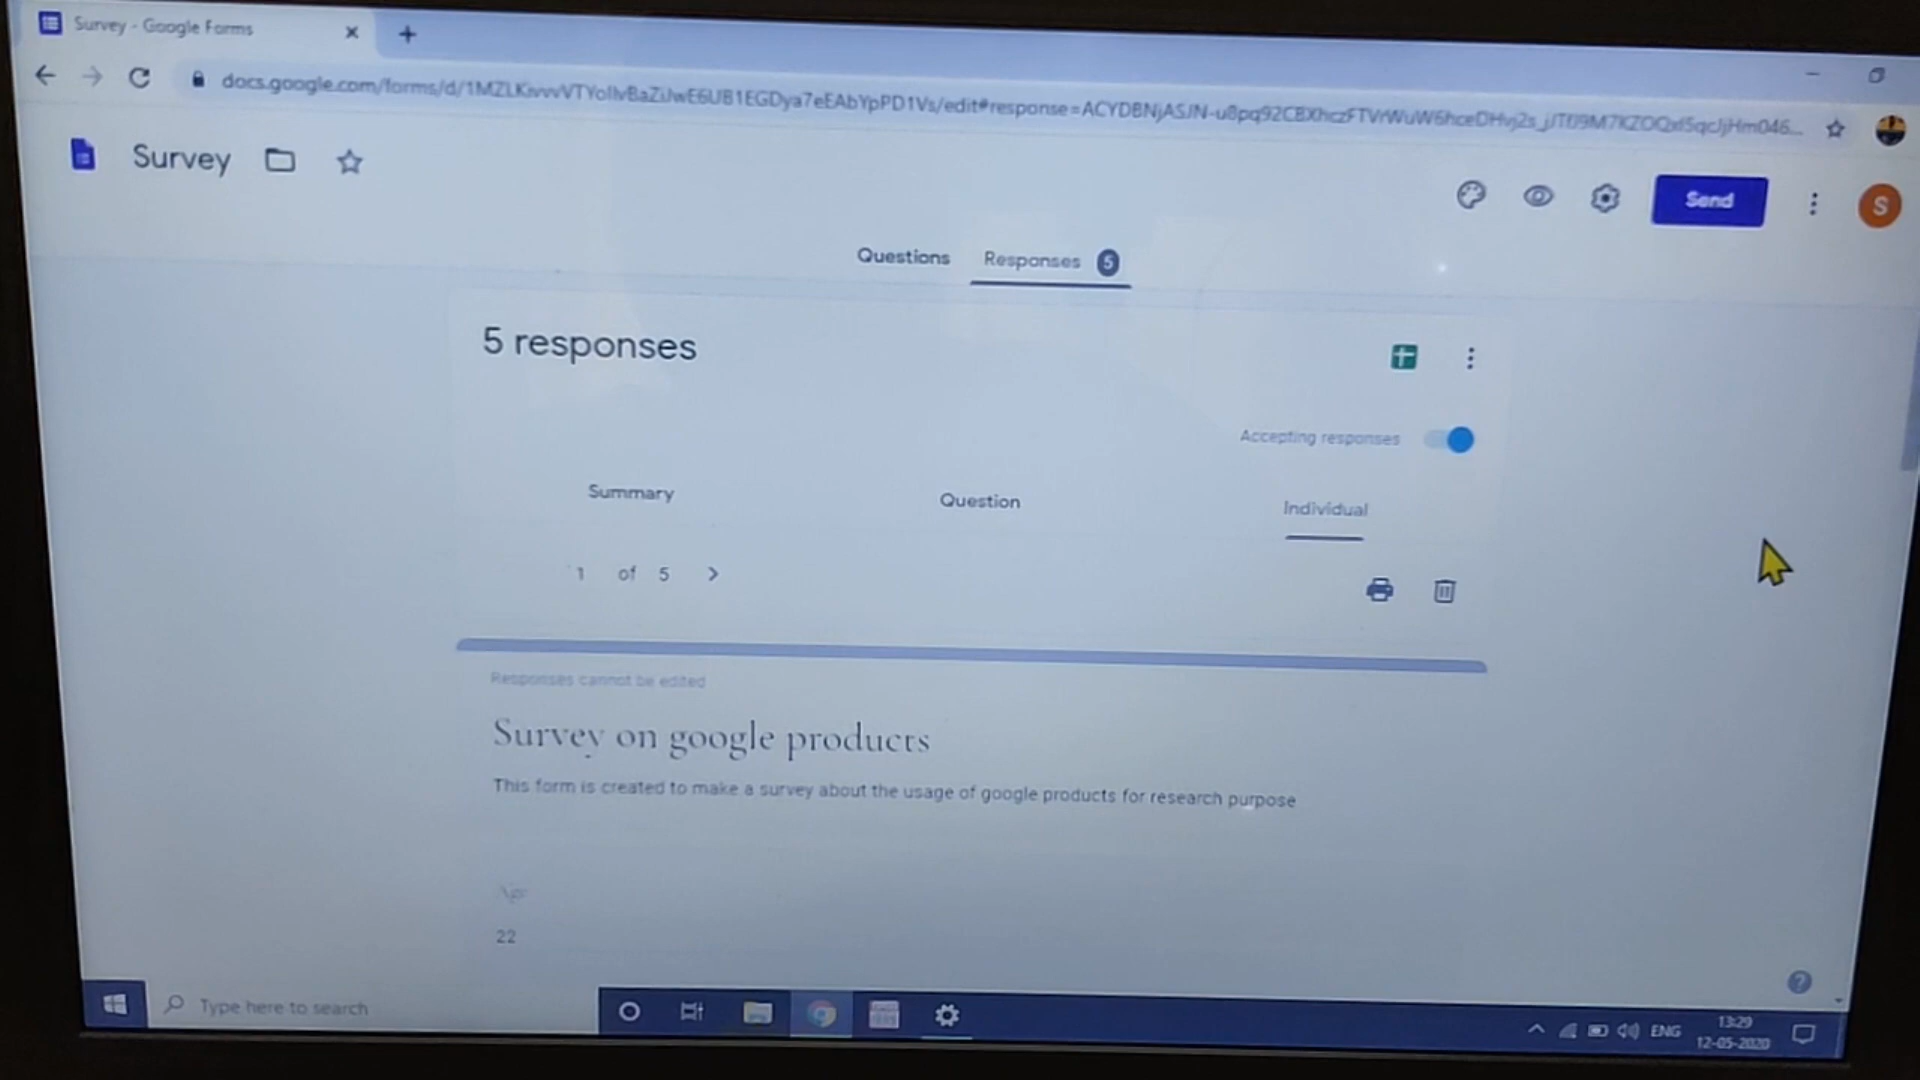 Survey - Google Forms
Survey
Send
S
Questions
Responses 5
5 responses
Accepting responses
Summary
Question
Individual
1 of 5
Responses cannot be edited
Survey on google products
This form is created to make a survey about the usage of google products for research purpose
22
Type here to search
ENG
13:29
12-05-2020